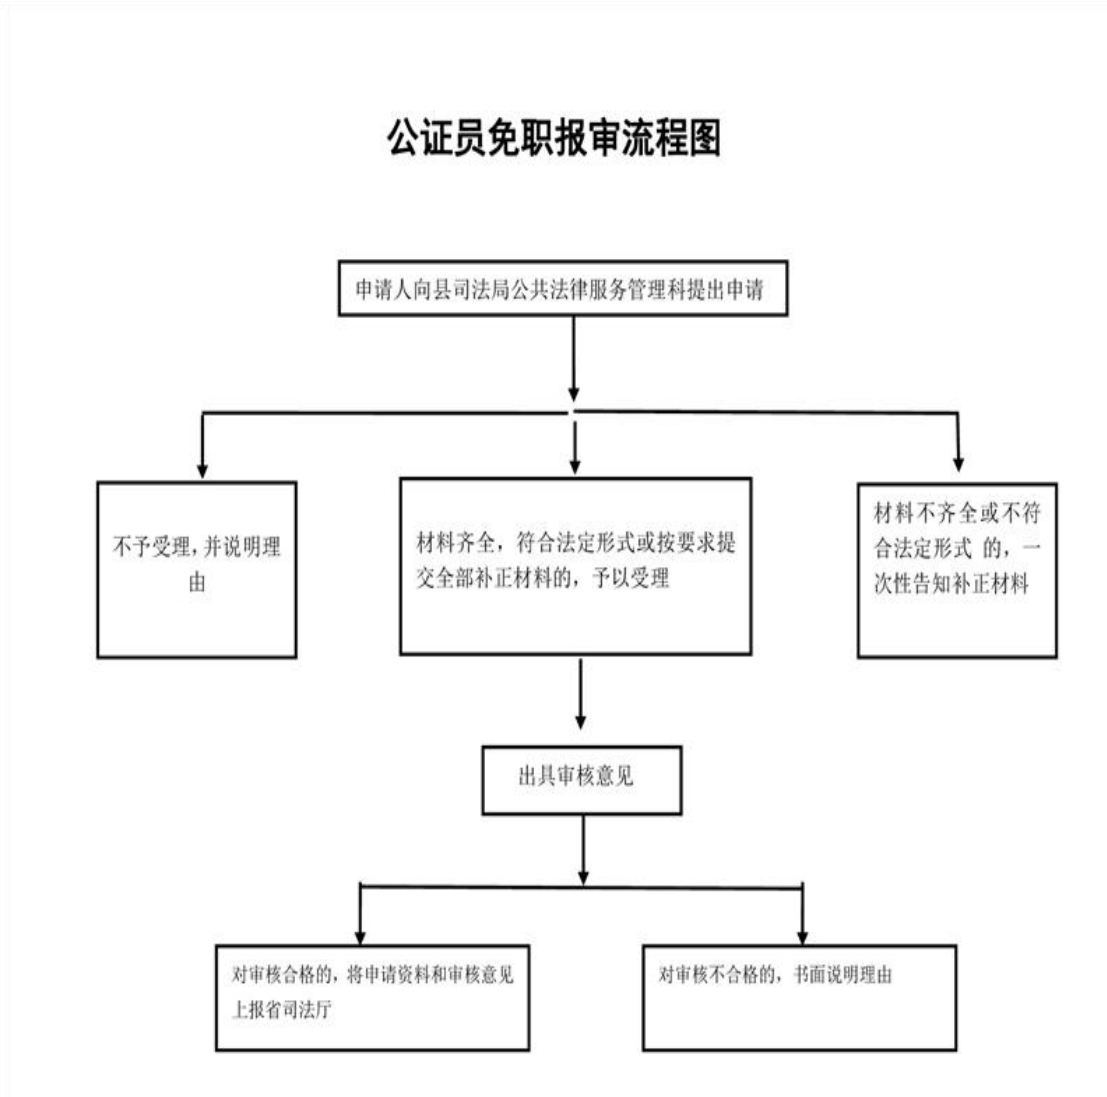 公证员免职报审流程图
申请人向县司法局公共法律服务管理科提出申请
不予受理,并说明理
由
材料齐全，符合法定形式或按要求提
交全部补正材料的，予以受理
材料不齐全或不符
合法定形式 的，一
次性告知补正材料
出具审核意见
对审核合格的，将申请资料和审核意见
上报省司法厅
对审核不合格的，书面说明理由